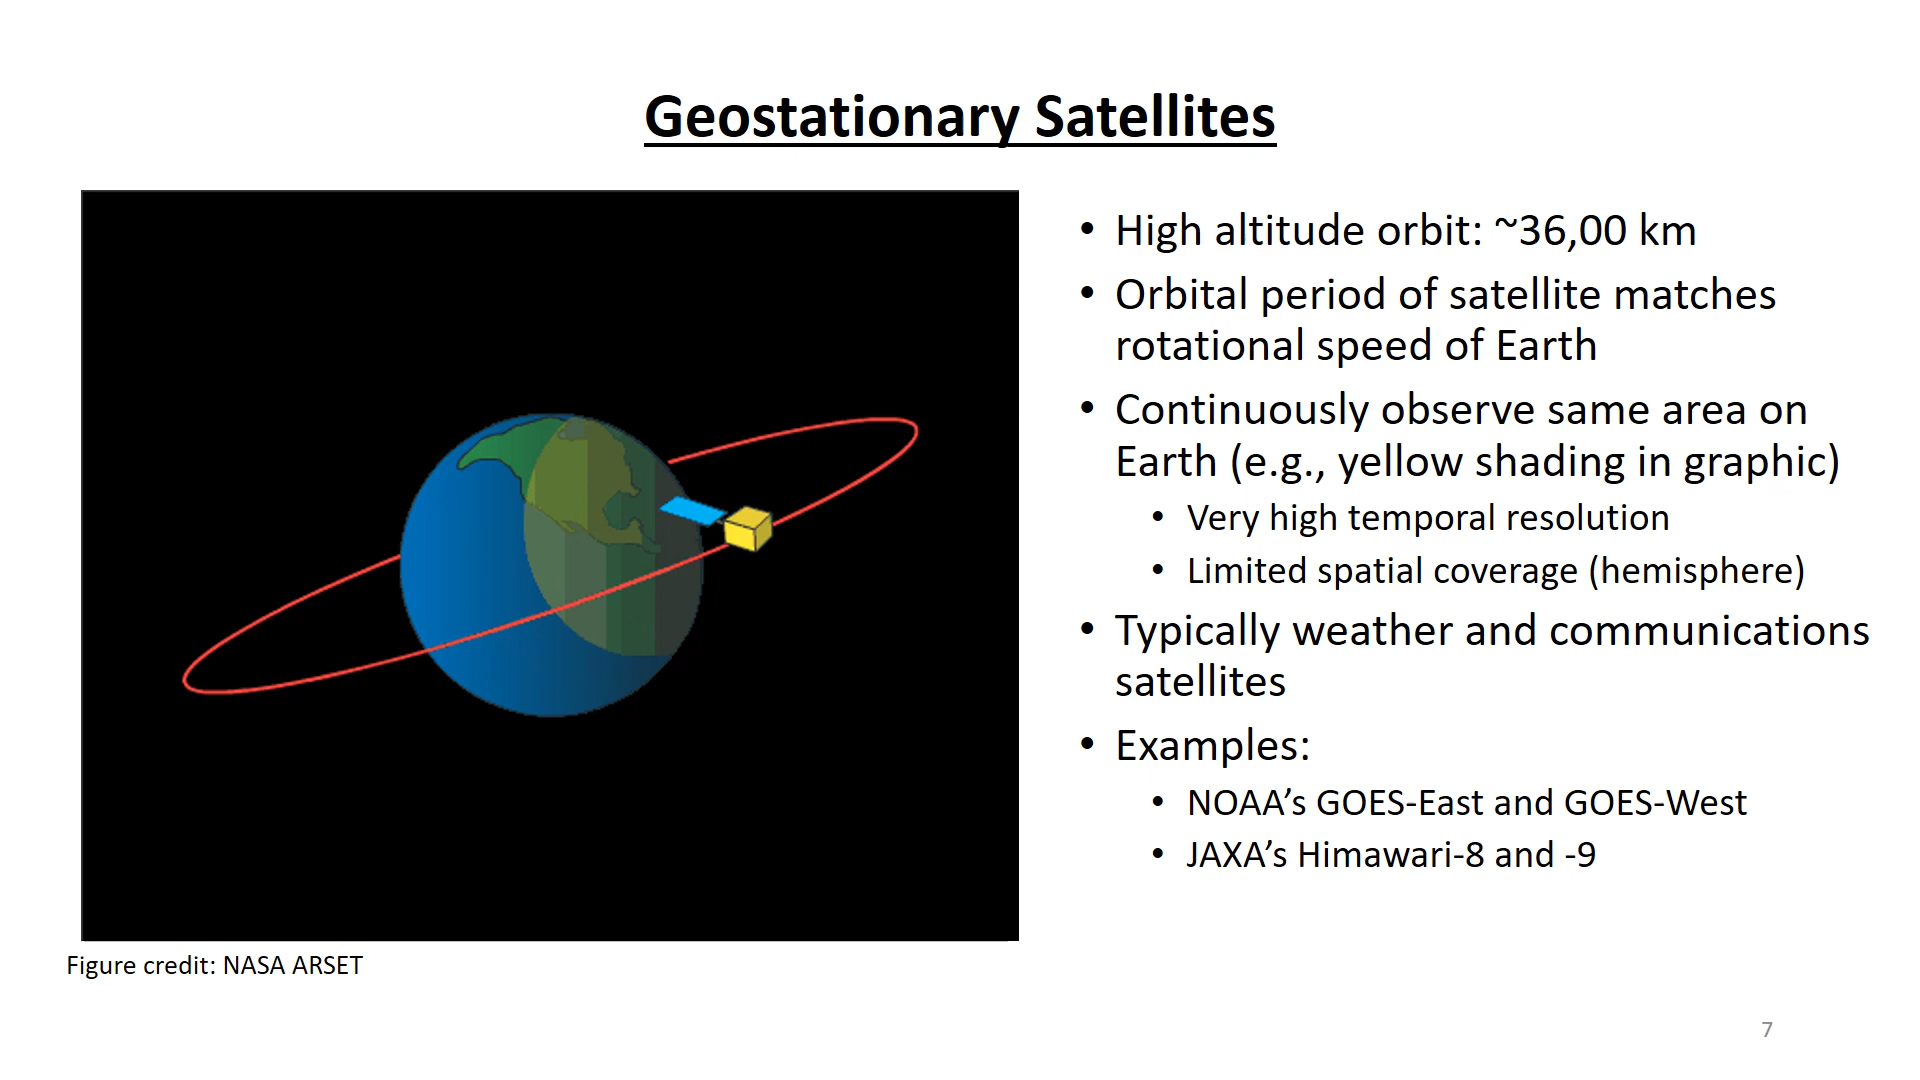 Geostationary Satellites
• High altitude orbit: ~36,00 km
• Orbital period of satellite matches
rotational speed of Earth
• Continuously observe same area on
Earth (e.g., yellow shading in graphic)
• Very high temporal resolution
• Limited spatial coverage (hemisphere)
• Typically weather and communications
satellites
• Examples:
• NOAA’s GOES-East and GOES-West
• JAXA’s Himawari-8 and -9
Figure credit: NASA ARSET
7